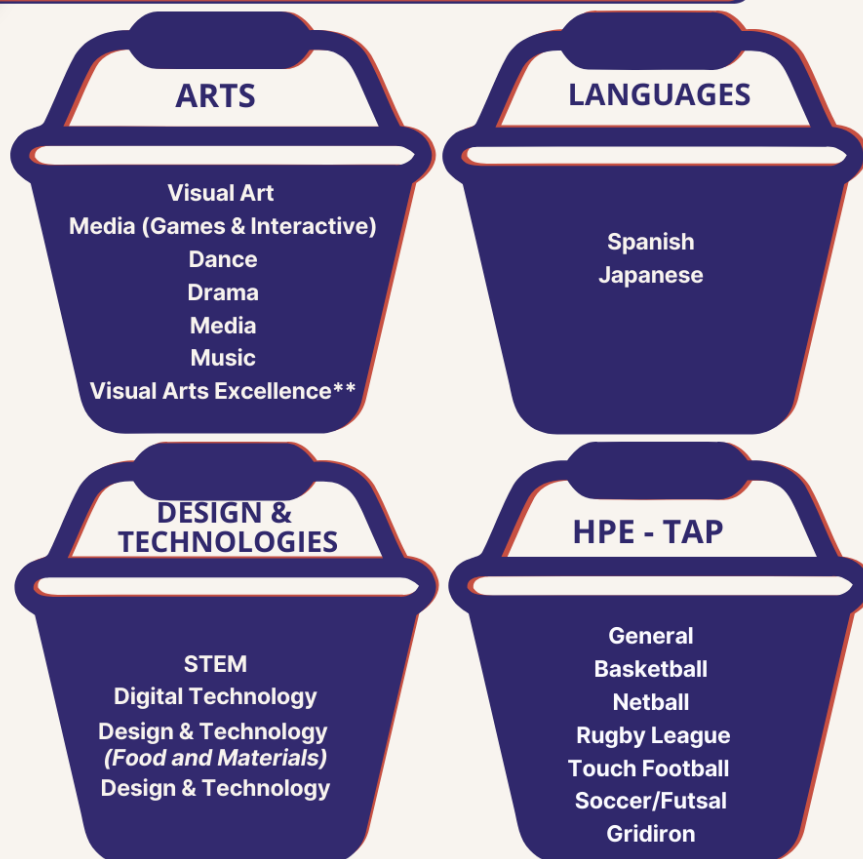 ARTS
Visual Art
Media (Games & Interactive)
Dance
Drama
Media
Music
Visual Arts Excellence**
LANGUAGES
Spanish
Japanese
DESIGN &
TECHNOLOGIES
STEM
Digital Technology
Design & Technology
(Food and Materials)
Design & Technology
HPE - TAP
General
Basketball
Netball
Rugby League
Touch Football
Soccer/Futsal
Gridiron